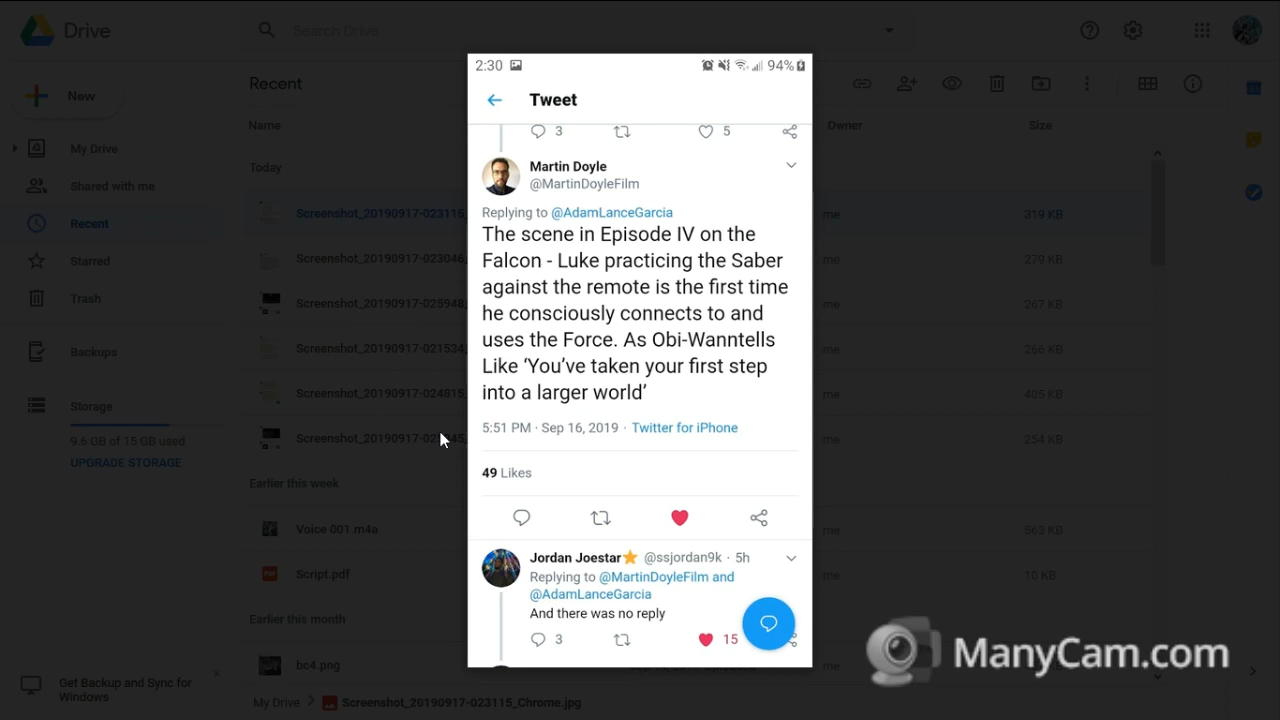 Drive
Search Drive
New
Recent
Name
Owner
Size
My Drive
Shared with me
Recent
Starred
Trash
Backups
Storage
9.6 GB of 15 GB used
UPGRADE STORAGE
Get Backup and Sync for
Windows
Today
Screenshot_20190917-023115
me
319 KB
Screenshot_20190917-023046
me
279 KB
Screenshot_20190917-025948
me
267 KB
Screenshot_20190917-021534
me
266 KB
Screenshot_20190917-024815
me
405 KB
me
254 KB
Earlier this week
Voice 001.m4a
me
563 KB
Script.pdf
me
10 KB
Earlier this month
bc4.png
me
My Drive > Screenshot_20190917-023115_Chrome.jpg
2:30
94%
Tweet
3
5
Martin Doyle
@MartinDoyleFilm
Replying to @AdamLanceGarcia
The scene in Episode IV on the
Falcon - Luke practicing the Saber
against the remote is the first time
he consciously connects to and
uses the Force. As Obi-Wanntells
Like ‘You’ve taken your first step
into a larger world’
5:51 PM · Sep 16, 2019 · Twitter for iPhone
49 Likes
Jordan Joestar⭐ @ssjordan9k · 5h
Replying to @MartinDoyleFilm and
@AdamLanceGarcia
And there was no reply
3
15
ManyCam.com